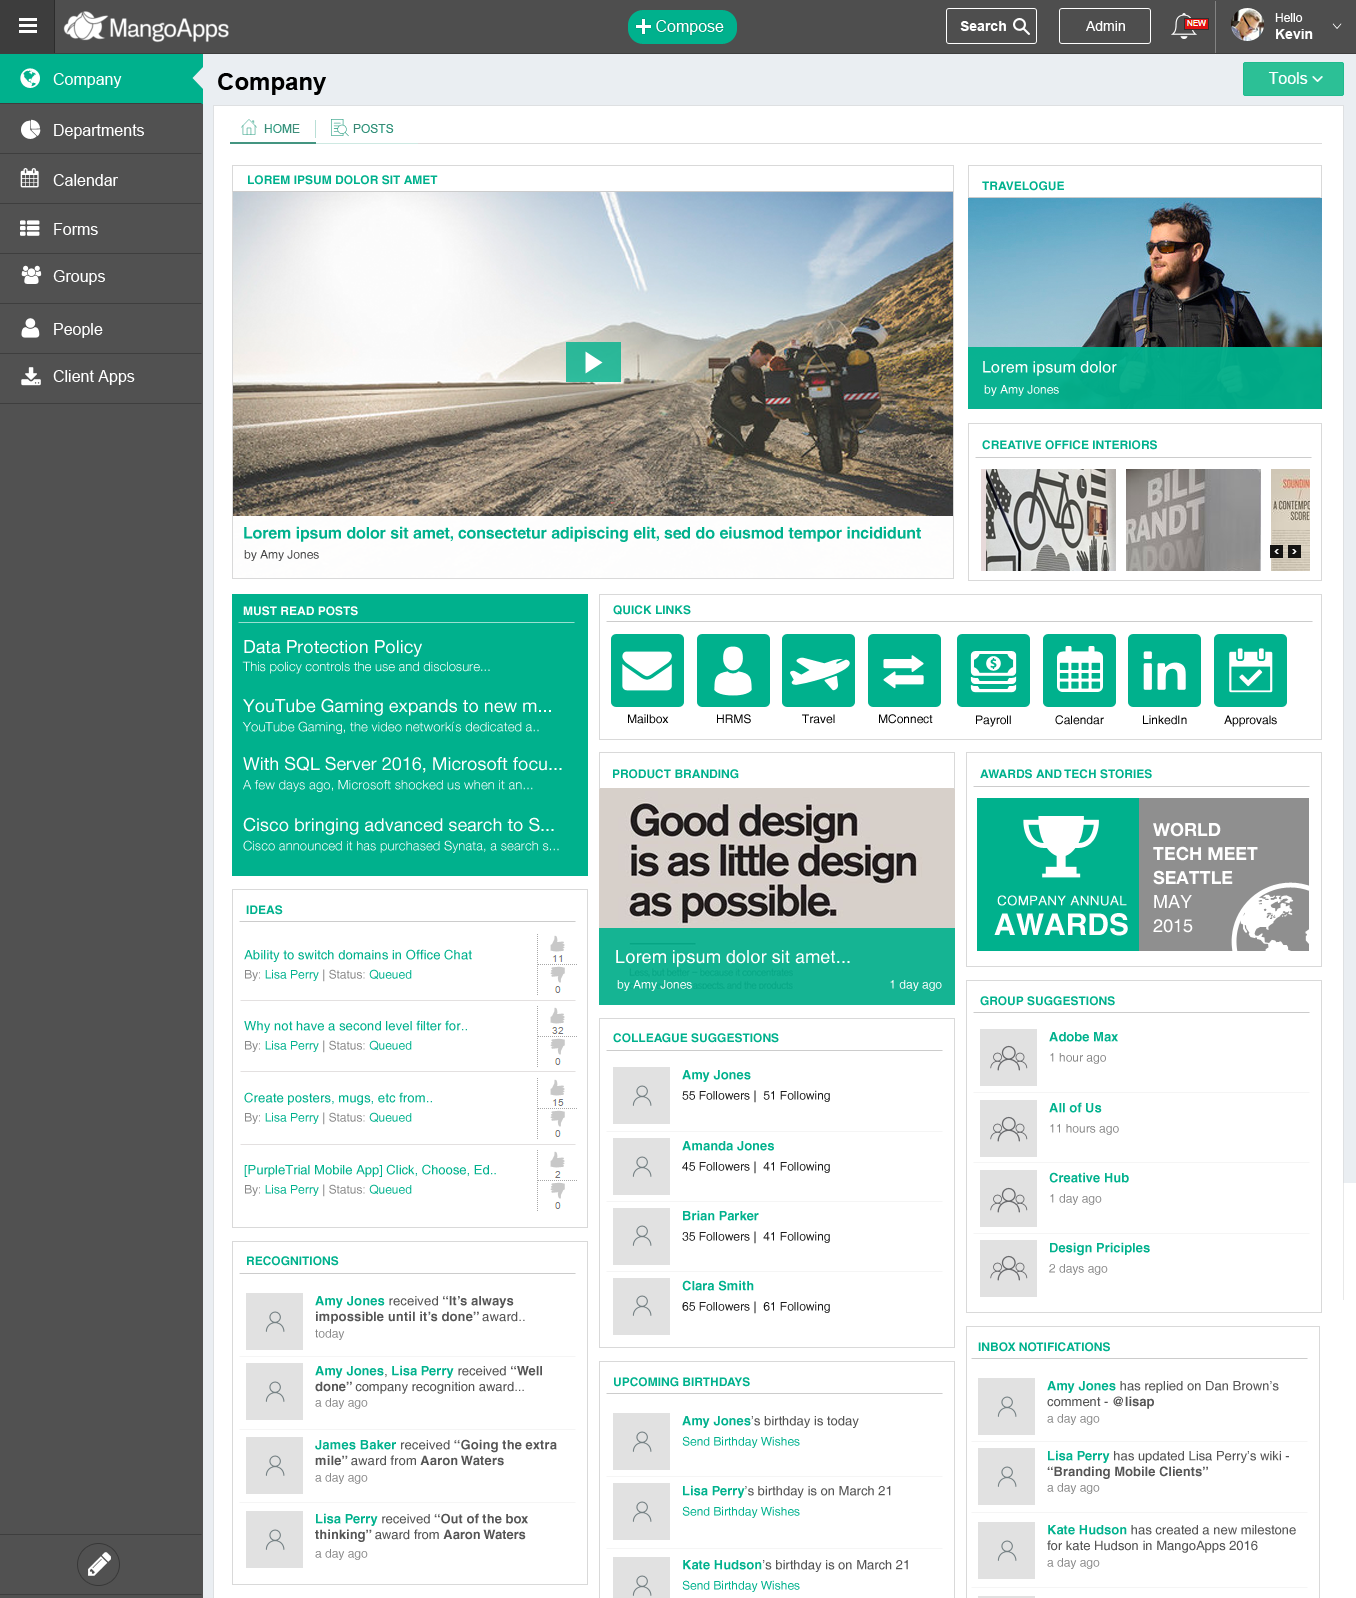 MangoApps
Compose
Search
Admin
NEW
Hello
Kevin
Company
Departments
Calendar
Forms
Groups
People
Client Apps
Company
Tools
HOME
POSTS
LOREM IPSUM DOLOR SIT AMET
Lorem ipsum dolor sit amet, consectetur adipiscing elit, sed do eiusmod tempor incididunt
by Amy Jones
TRAVELOGUE
Lorem ipsum dolor
by Amy Jones
CREATIVE OFFICE INTERIORS
BILL
RANDT
ADOW
SOUNDIN
/
A CONTEMPO
SCORE
MUST READ POSTS
Data Protection Policy
This policy controls the use and disclosure...
YouTube Gaming expands to new m...
YouTube Gaming, the video networkís dedicated a..
With SQL Server 2016, Microsoft focu...
A few days ago, Microsoft shocked us when it an...
Cisco bringing advanced search to S...
Cisco announced it has purchased Synata, a search s...
QUICK LINKS
Mailbox
HRMS
Travel
MConnect
Payroll
Calendar
in
LinkedIn
Approvals
PRODUCT BRANDING
Good design
is as little design
as possible.
Lorem ipsum dolor sit amet...
Less, but better – because it concentrates
by Amy Jones
aspects, and the products
1 day ago
AWARDS AND TECH STORIES
COMPANY ANNUAL
AWARDS
WORLD
TECH MEET
SEATTLE
MAY
2015
IDEAS
Ability to switch domains in Office Chat
By: Lisa Perry | Status: Queued
11
0
Why not have a second level filter for..
By: Lisa Perry | Status: Queued
32
0
Create posters, mugs, etc from..
By: Lisa Perry | Status: Queued
15
0
[PurpleTrial Mobile App] Click, Choose, Ed..
By: Lisa Perry | Status: Queued
2
0
COLLEAGUE SUGGESTIONS
Amy Jones
55 Followers | 51 Following
Amanda Jones
45 Followers | 41 Following
Brian Parker
35 Followers | 41 Following
Clara Smith
65 Followers | 61 Following
GROUP SUGGESTIONS
Adobe Max
1 hour ago
All of Us
11 hours ago
Creative Hub
1 day ago
Design Priciples
2 days ago
RECOGNITIONS
Amy Jones received “It’s always
impossible until it’s done” award..
today
Amy Jones, Lisa Perry received “Well
done” company recognition award...
a day ago
James Baker received “Going the extra
mile” award from Aaron Waters
a day ago
Lisa Perry received “Out of the box
thinking” award from Aaron Waters
a day ago
UPCOMING BIRTHDAYS
Amy Jones’s birthday is today
Send Birthday Wishes
Lisa Perry’s birthday is on March 21
Send Birthday Wishes
Kate Hudson’s birthday is on March 21
Send Birthday Wishes
INBOX NOTIFICATIONS
Amy Jones has replied on Dan Brown’s
comment - @lisap
a day ago
Lisa Perry has updated Lisa Perry’s wiki -
“Branding Mobile Clients”
a day ago
Kate Hudson has created a new milestone
for kate Hudson in MangoApps 2016
a day ago